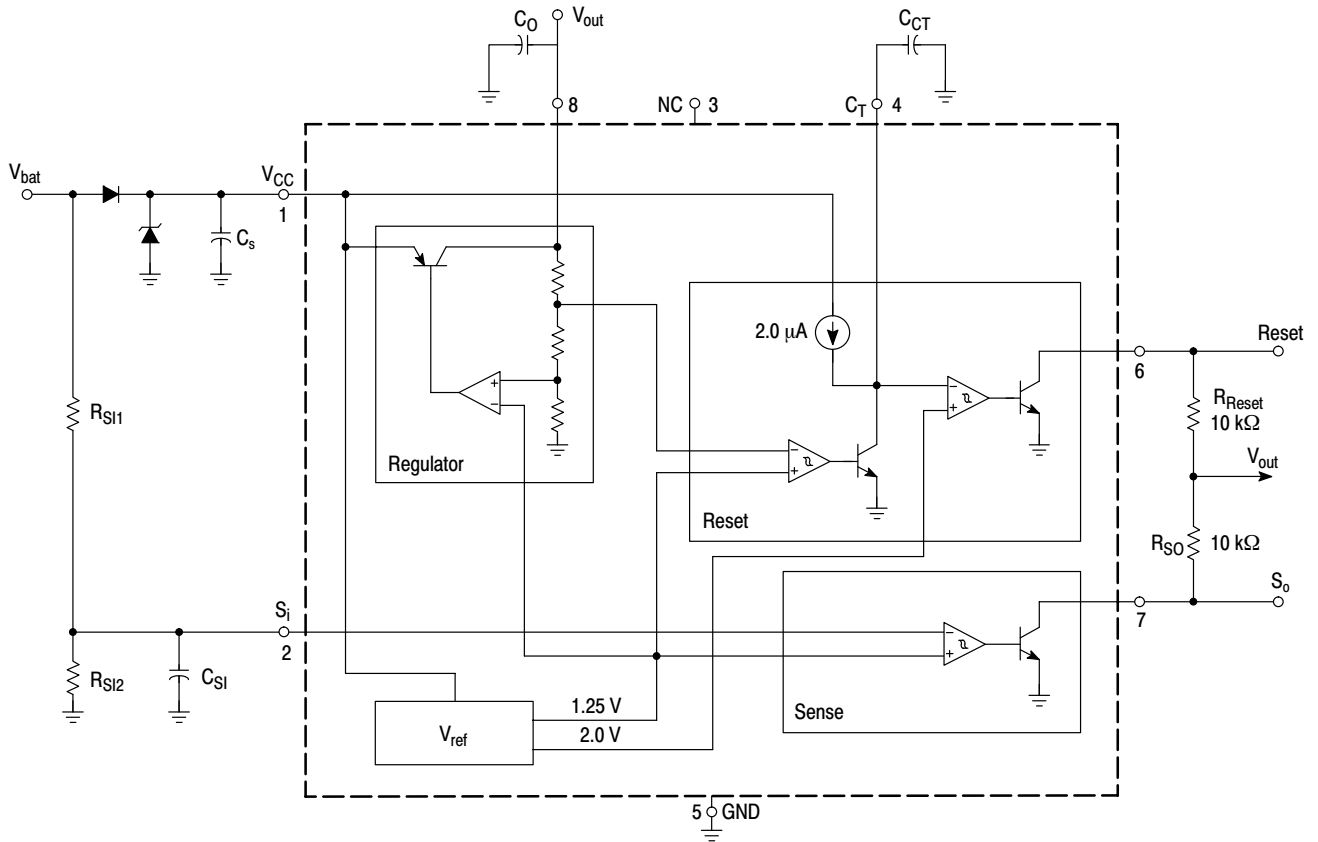 C_O
V_out
C_CT
8
NC
3
C_T
4
V_bat
V_CC
1
C_s
2.0 μA
Reset
6
R_Reset
10 kΩ
R_SI1
Regulator
V_out
Reset
R_SO
10 kΩ
S_i
2
S_o
7
R_SI2
C_SI
1.25 V
V_ref
2.0 V
Sense
5
GND